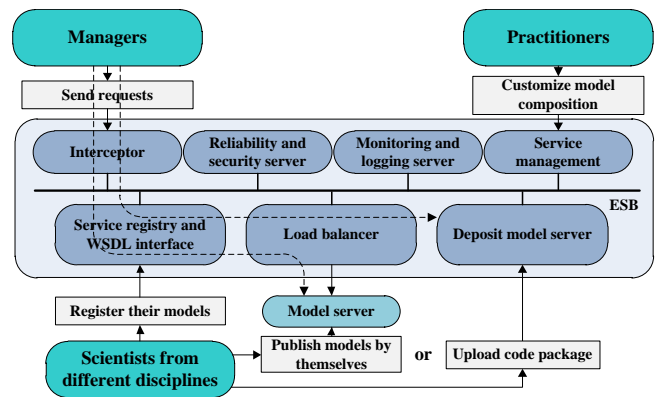 Managers
Practitioners
Send requests
Customize model
composition
Interceptor
Reliability and
security server
Monitoring and
logging server
Service
management
ESB
Service registry and
WSDL interface
Load balancer
Deposit model server
Register their models
Model server
Scientists from
different disciplines
Publish models by
themselves
or
Upload code package